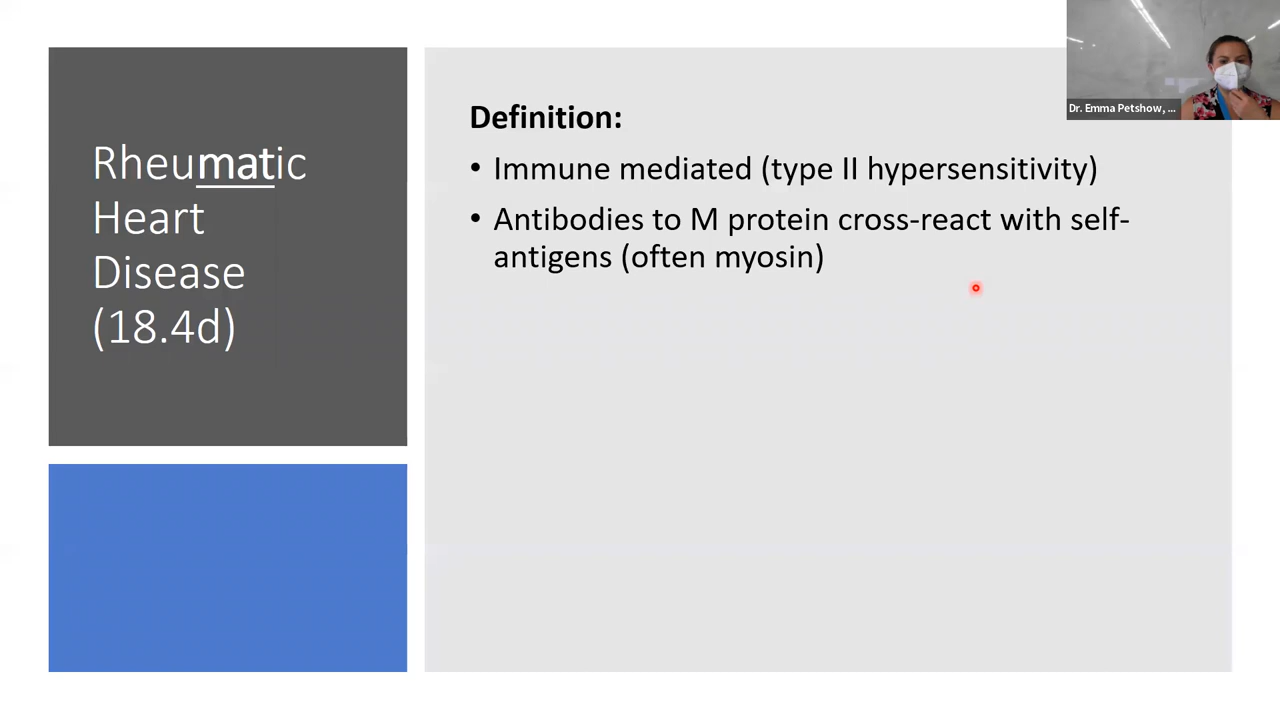 Rheumatic
Heart
Disease
(18.4d)
Definition:
• Immune mediated (type II hypersensitivity)
• Antibodies to M protein cross-react with self-
antigens (often myosin)
Dr. Emma Petshow, ...